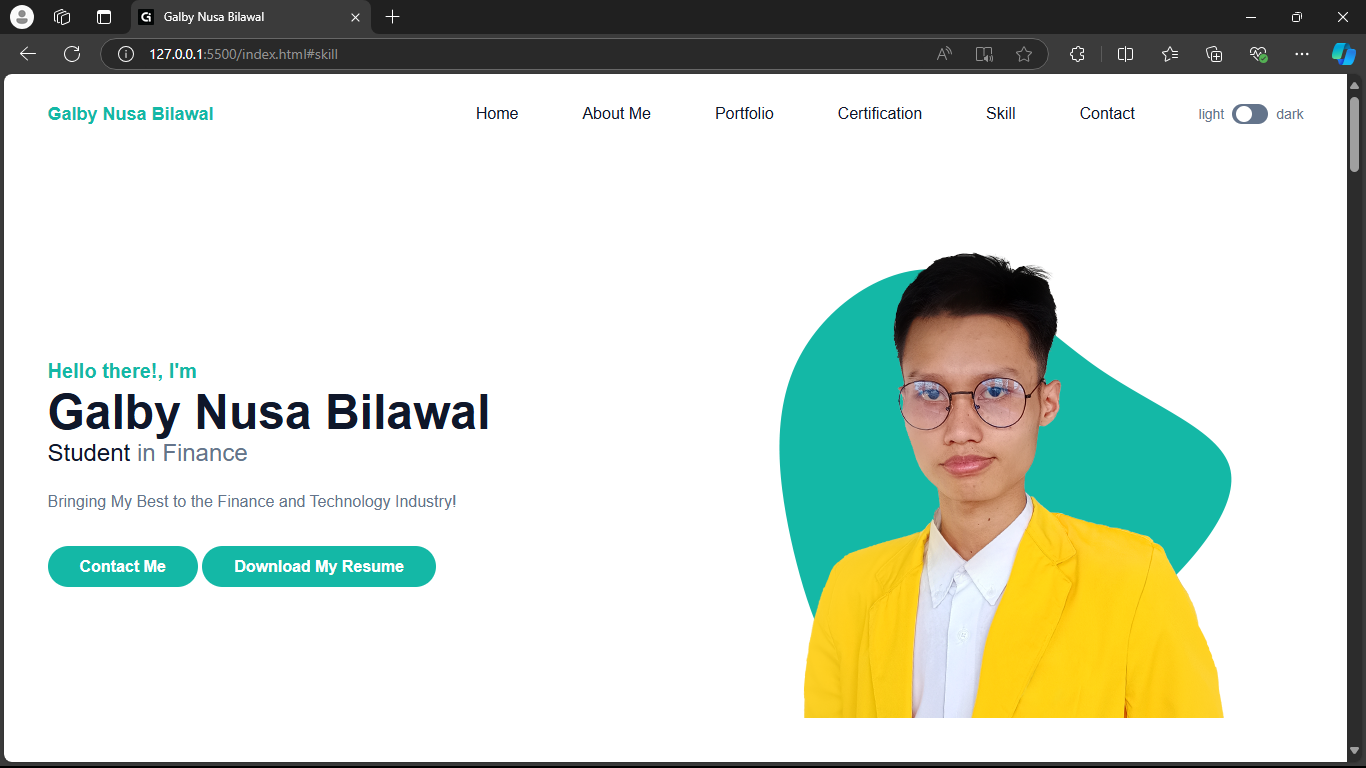 Galby Nusa Bilawal
127.0.0.1:5500/index.html#skill
Galby Nusa Bilawal Home About Me Portfolio Certification Skill Contact light dark
Hello there!, I'm
Galby Nusa Bilawal
Student in Finance
Bringing My Best to the Finance and Technology Industry!
Contact Me Download My Resume